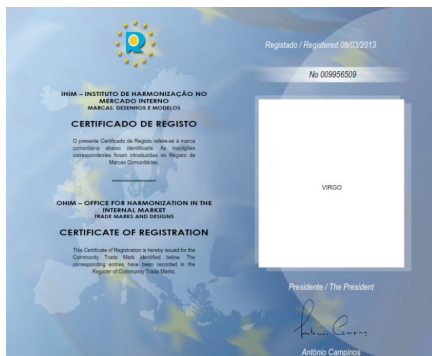 R
IHIM – INSTITUTO DE HARMONIZAÇÃO NO
MERCADO INTERNO
MARCAS, DESENHOS E MODELOS
CERTIFICADO DE REGISTO
O presente Certificado de Registo refere-se à marca
comunitária abaixo identificada. As inscrições
correspondentes foram introduzidas no Registo de
Marcas Comunitárias.
OHIM – OFFICE FOR HARMONIZATION IN THE
INTERNAL MARKET
TRADE MARKS AND DESIGNS
CERTIFICATE OF REGISTRATION
This Certificate of Registration is hereby issued for the
Community Trade Mark identified below. The
corresponding entries have been recorded in the
Register of Community Trade Marks.
Registado / Registered 08/03/2013
No 009956509
VIRGO
Presidente / The President
António Campinos